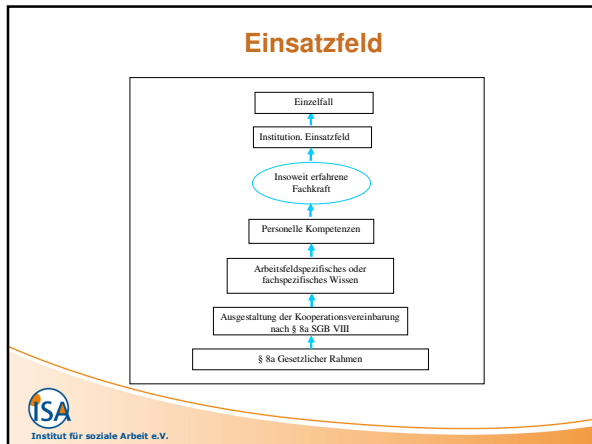 Einsatzfeld
Einzelfall
Institution. Einsatzfeld
Insoweit erfahrene
Fachkraft
Personelle Kompetenzen
Arbeitsfeldspezifisches oder
fachspezifisches Wissen
Ausgestaltung der Kooperationsvereinbarung
nach § 8a SGB VIII
§ 8a Gesetzlicher Rahmen
ISA
Institut für soziale Arbeit e.V.